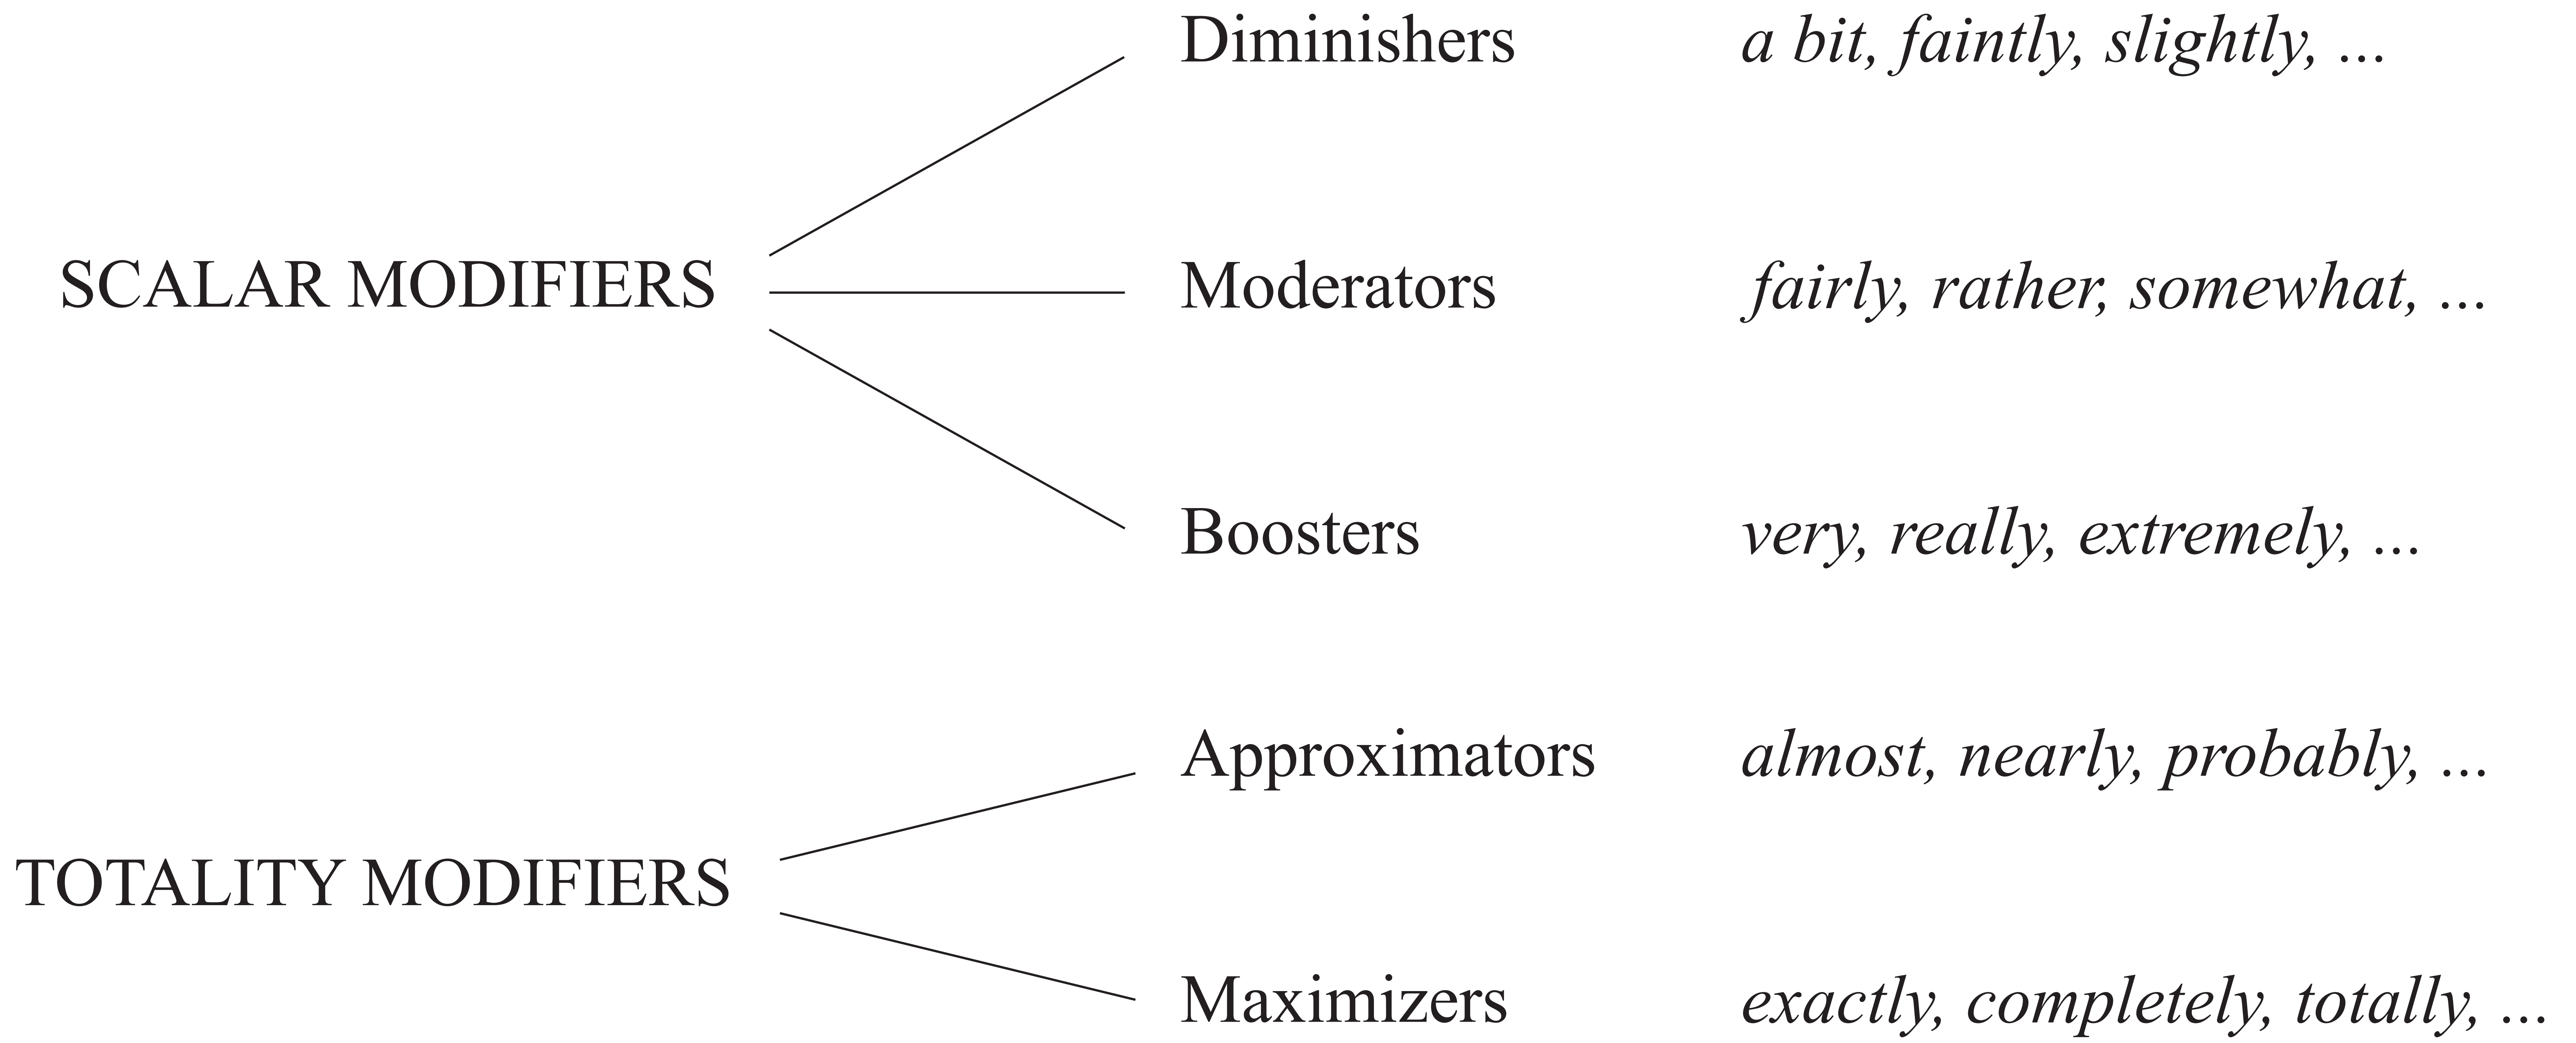 Diminishers a bit, faintly, slightly, ...
SCALAR MODIFIERS Moderators fairly, rather, somewhat, ...
Boosters very, really, extremely, ...
Approximators almost, nearly, probably, ...
TOTALITY MODIFIERS
Maximizers exactly, completely, totally, ...